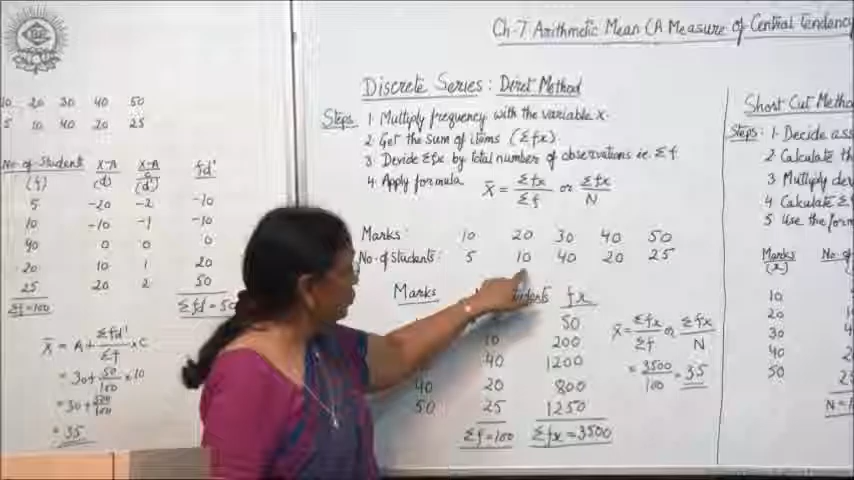 Ch-7 Arithmetic Mean (A Measure of Central Tendency
10 20 30 40 50
5 10 40 20 25
No-of-Student X-A X-A/C fd'
(f) (d) (d')
5 -20 -2 -10
10 -10 -1 -10
40 0 0 0
20 10 1 20
25 20 2 50
Σf=100 Σfd=50
X̄ = A+ Σfd'/Σf ×C
= 30+ 50/100 ×10
= 30+ 500/100
= 35
Discrete Series: Diret Method
Steps 1 Multiply frequency with the variable X.
2 Get the sum of items (Σfx).
3 Devide Σfx by total number of observations i.e. Σf
4 Apply formula X̄ = Σfx/Σf or Σfx/N
Marks: 10 20 30 40 50
No. of students: 5 10 40 20 25
Marks fx
50
10 200
40 1200
40 20 800
50 25 1250
Σf=100 Σfx=3500
X̄ = Σfx/Σf or Σfx/N
= 3500/100 = 35
Short Cut Metho
Steps: 1- Decide ass
2 Calculate th
3 Multiply dev
4 Calculate Σ
5 Use the form
Marks No. of
(x)
10
20
30
40
50
N=